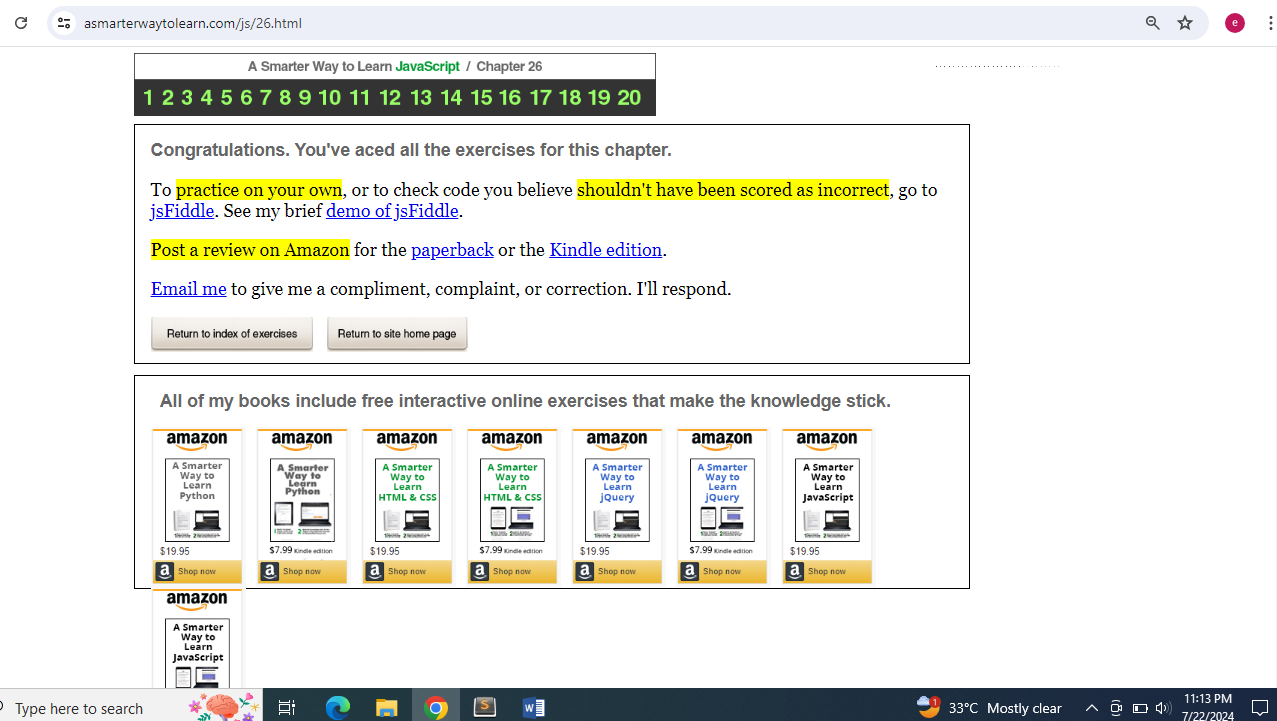 asmarterwaytolearn.com/js/26.html
e
A Smarter Way to Learn JavaScript / Chapter 26
1 2 3 4 5 6 7 8 9 10 11 12 13 14 15 16 17 18 19 20
Congratulations. You've aced all the exercises for this chapter.
To practice on your own, or to check code you believe shouldn't have been scored as incorrect, go to
jsFiddle. See my brief demo of jsFiddle.
Post a review on Amazon for the paperback or the Kindle edition.
Email me to give me a compliment, complaint, or correction. I'll respond.
Return to index of exercises Return to site home page
All of my books include free interactive online exercises that make the knowledge stick.
amazon amazon amazon amazon amazon amazon amazon
A Smarter A Smarter A Smarter A Smarter A Smarter A Smarter A Smarter
Way to Way to Way to Way to Way to Way to Way to
Learn Learn Learn Learn Learn Learn Learn
Python Python HTML & CSS HTML & CSS jQuery jQuery JavaScript
$19.95 $7.99 Kindle edition $19.95 $7.99 Kindle edition $19.95 $7.99 Kindle edition $19.95
a Shop now a Shop now a Shop now a Shop now a Shop now a Shop now a Shop now
amazon
A Smarter
Way to
Learn
JavaScript
Type here to search
S
W
1
33°C Mostly clear
11:13 PM
7/22/2024